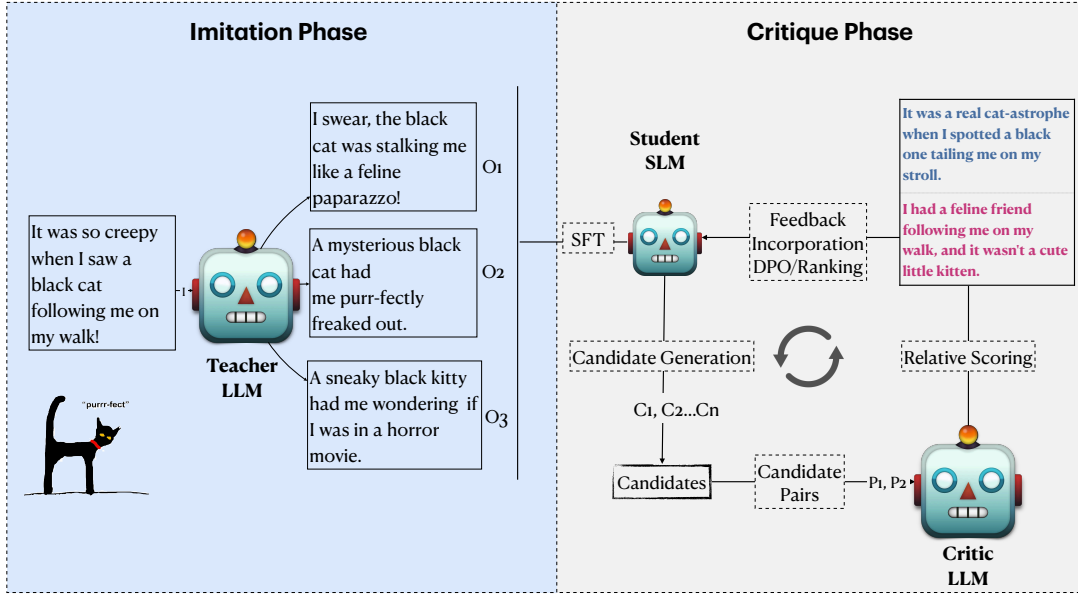 Imitation Phase
It was so creepy
when I saw a
black cat
following me on
my walk!
I
Teacher
LLM
"purrr-fect"
I swear, the black
cat was stalking me
like a feline
paparazzo!
O1
A mysterious black
cat had
me purr-fectly
freaked out.
O2
A sneaky black kitty
had me wondering if
I was in a horror
movie.
O3
Critique Phase
SFT
Student
SLM
Feedback
Incorporation
DPO/Ranking
It was a real cat-astrophe
when I spotted a black
one tailing me on my
stroll.
I had a feline friend
following me on my
walk, and it wasn't a cute
little kitten.
Candidate Generation
Relative Scoring
C1, C2...Cn
Candidates
Candidate
Pairs
P1, P2
Critic
LLM